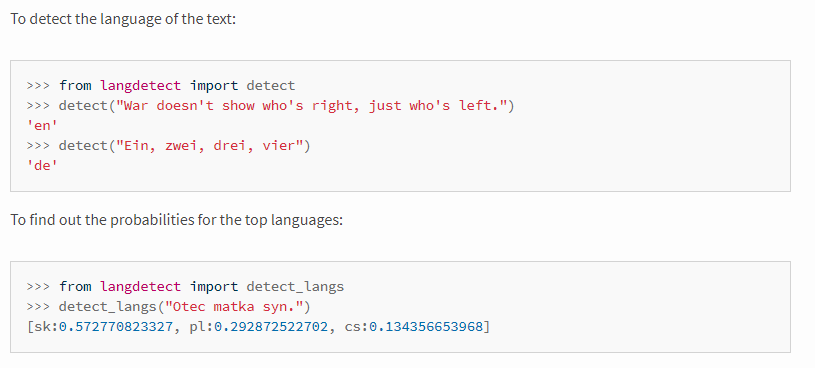 To detect the language of the text:
>>> from langdetect import detect
>>> detect("War doesn't show who's right, just who's left.")
'en'
>>> detect("Ein, zwei, drei, vier")
'de'
To find out the probabilities for the top languages:
>>> from langdetect import detect_langs
>>> detect_langs("Otec matka syn.")
[sk:0.572770823327, pl:0.292872522702, cs:0.134356653968]